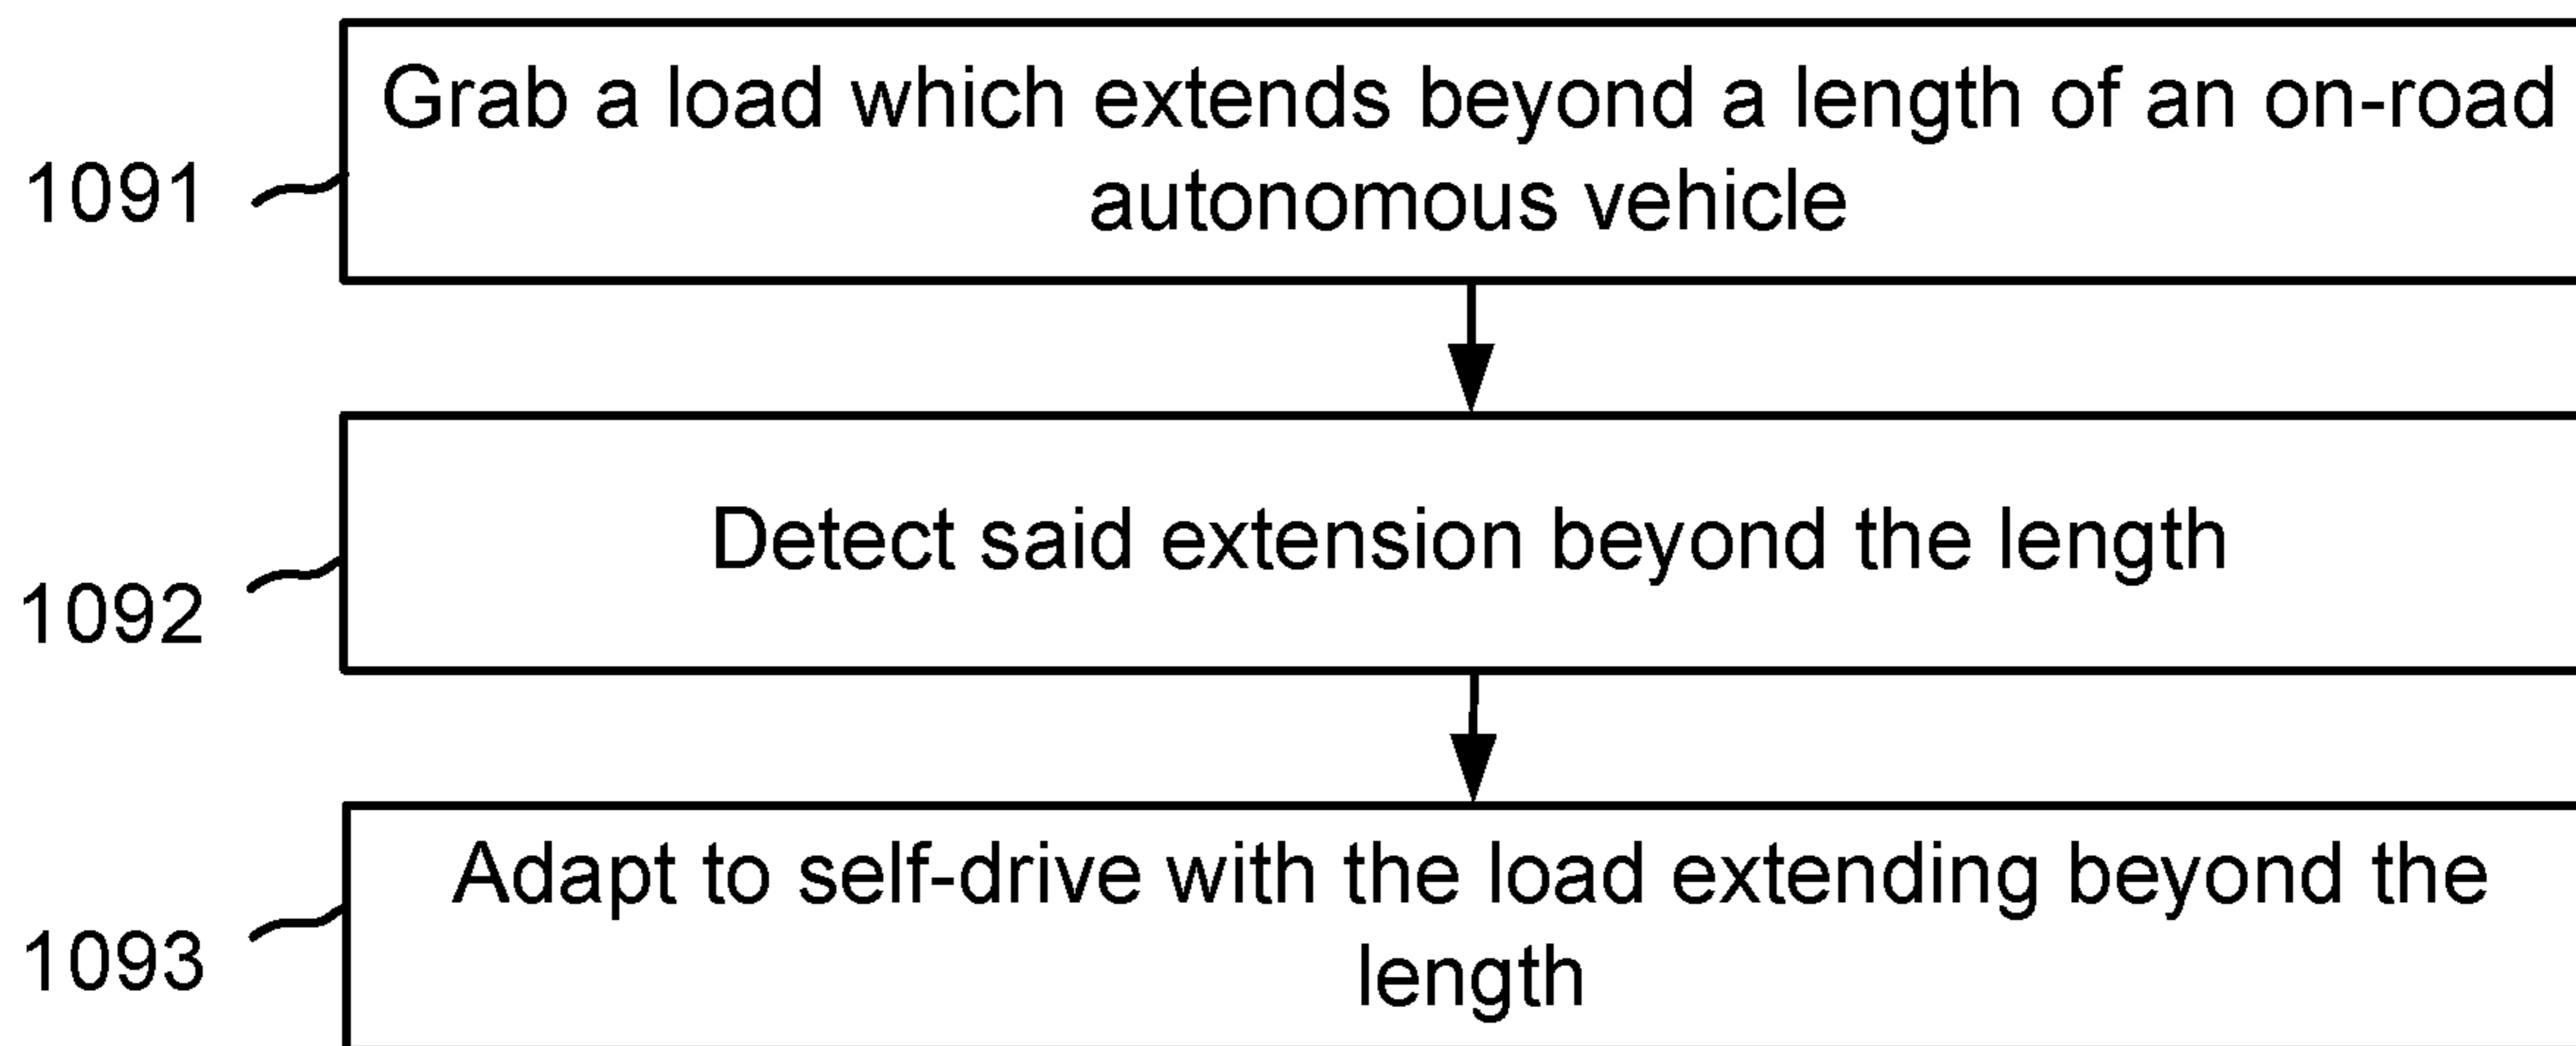 Grab a load which extends beyond a length of an on-road
1091
autonomous vehicle
Detect said extension beyond the length
1092
Adapt to self-drive with the load extending beyond the
1093
length